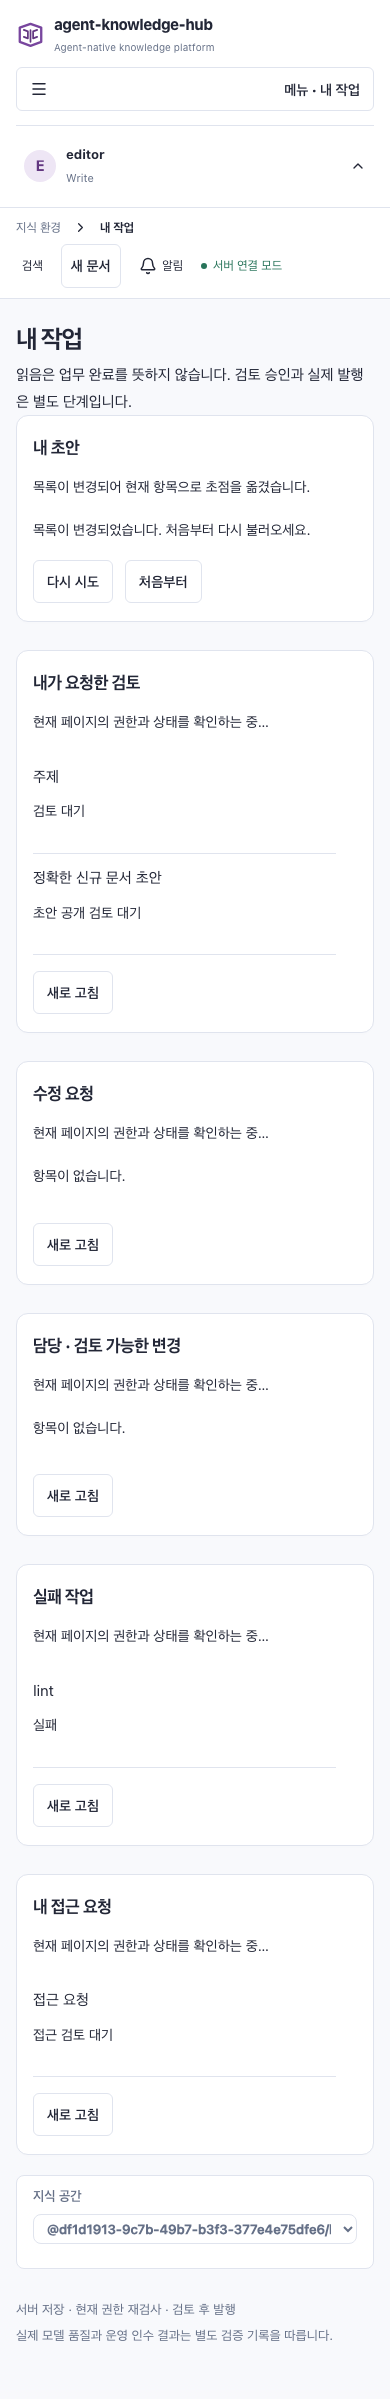 agent-knowledge-hub
Agent-native knowledge platform
메뉴 · 내 작업
E
editor
Write
지식 환경 > 내 작업
검색
새 문서
알림
서버 연결 모드
내 작업
읽음은 업무 완료를 뜻하지 않습니다. 검토 승인과 실제 발행
은 별도 단계입니다.
내 초안
목록이 변경되어 현재 항목으로 초점을 옮겼습니다.
목록이 변경되었습니다. 처음부터 다시 불러오세요.
다시 시도
처음부터
내가 요청한 검토
현재 페이지의 권한과 상태를 확인하는 중…
주제
검토 대기
정확한 신규 문서 초안
초안 공개 검토 대기
새로 고침
수정 요청
현재 페이지의 권한과 상태를 확인하는 중…
항목이 없습니다.
새로 고침
담당 · 검토 가능한 변경
현재 페이지의 권한과 상태를 확인하는 중…
항목이 없습니다.
새로 고침
실패 작업
현재 페이지의 권한과 상태를 확인하는 중…
lint
실패
새로 고침
내 접근 요청
현재 페이지의 권한과 상태를 확인하는 중…
접근 요청
접근 검토 대기
새로 고침
지식 공간
@df1d1913-9c7b-49b7-b3f3-377e4e75dfe6/
서버 저장 · 현재 권한 재검사 · 검토 후 발행
실제 모델 품질과 운영 인수 결과는 별도 검증 기록을 따릅니다.